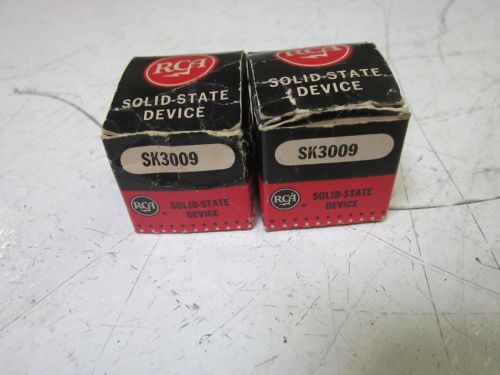 RCA
SOLID-STATE
DEVICE
SK3009
RCA
SOLID-STATE
DEVICE
RCA
SOLID-STATE
DEVICE
SK3009
RCA
SOLID-STATE
DEVICE